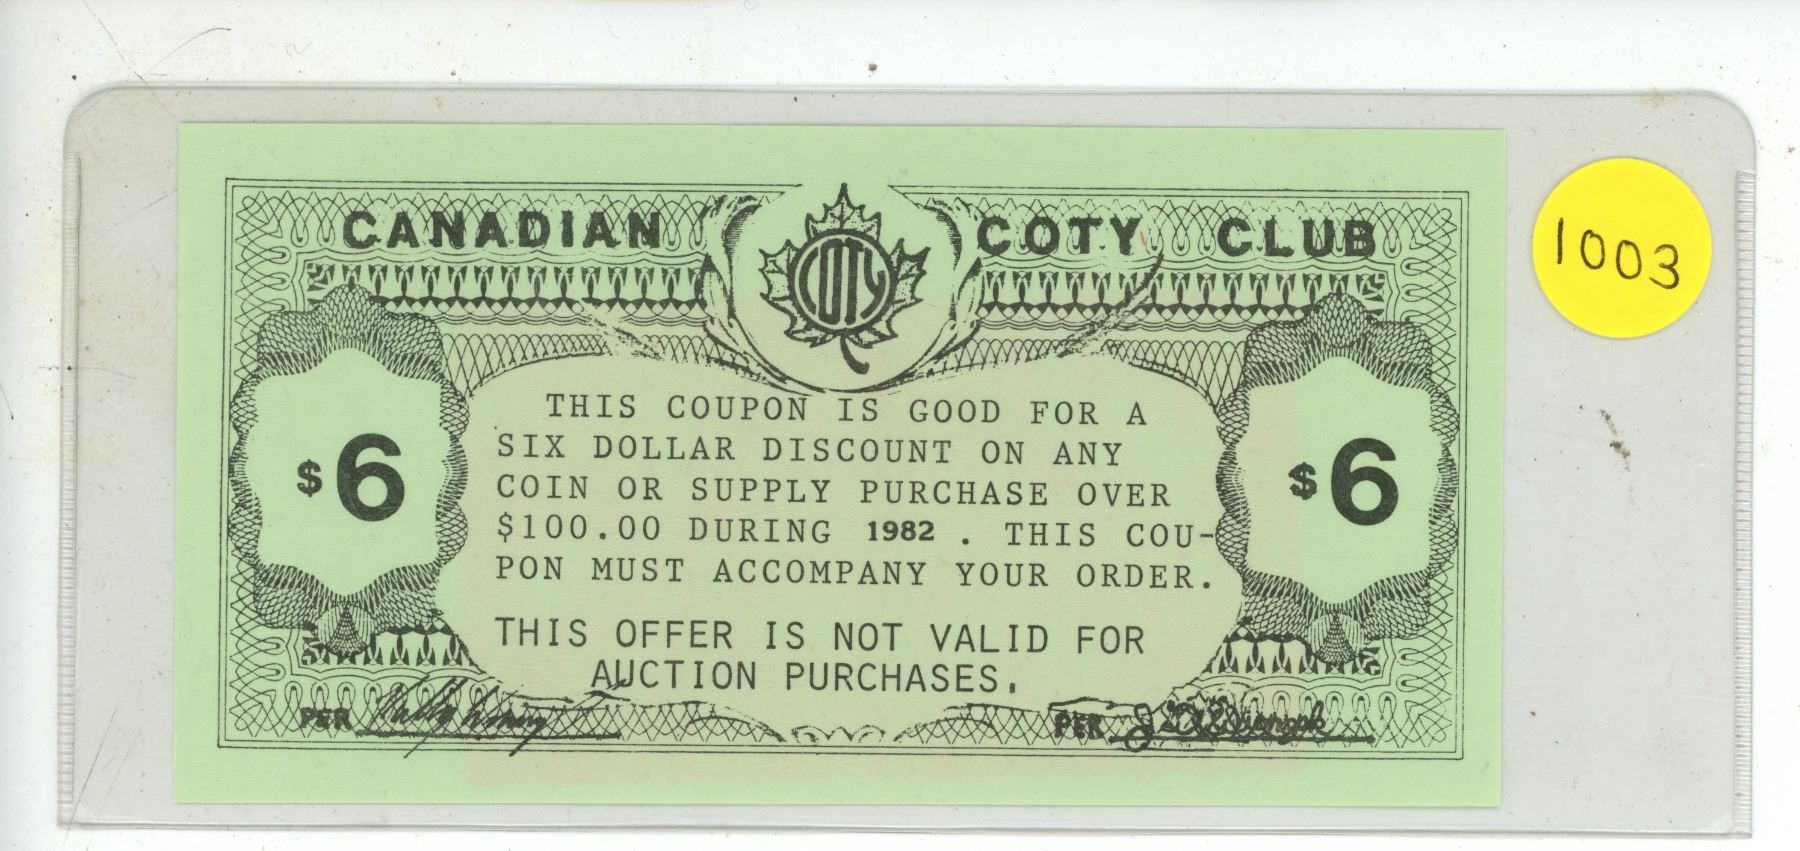 CANADIAN COTY COTY CLUB
1003
THIS COUPON IS GOOD FOR A
SIX DOLLAR DISCOUNT ON ANY
COIN OR SUPPLY PURCHASE OVER
$100.00 DURING 1982 . THIS COU-
PON MUST ACCOMPANY YOUR ORDER.
$6
$6
THIS OFFER IS NOT VALID FOR
AUCTION PURCHASES.
PER
PER